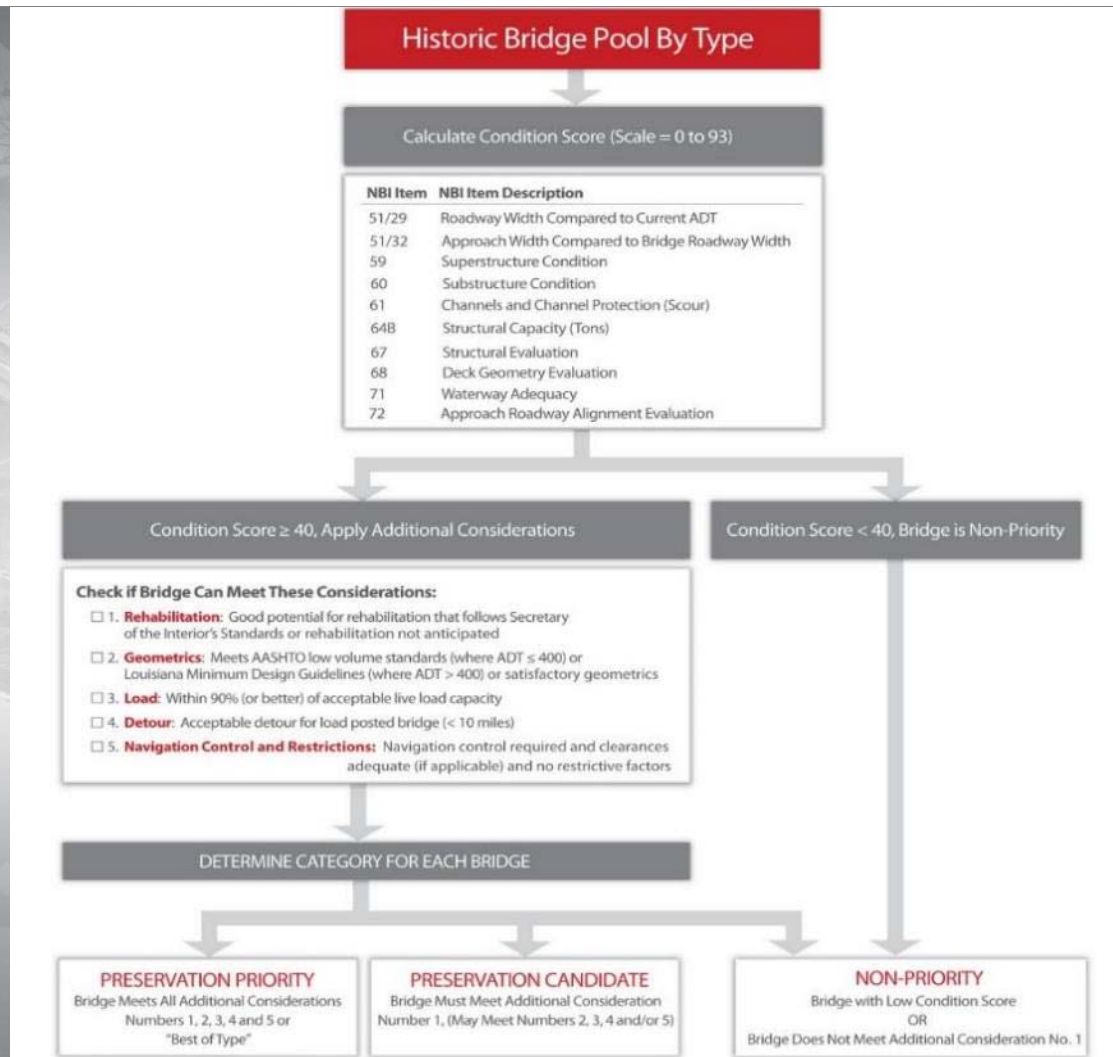 Historic Bridge Pool By Type
Calculate Condition Score (Scale = 0 to 93)
NBI Item NBI Item Description
51/29 Roadway Width Compared to Current ADT
51/32 Approach Width Compared to Bridge Roadway Width
59 Superstructure Condition
60 Substructure Condition
61 Channels and Channel Protection (Scour)
64B Structural Capacity (Tons)
67 Structural Evaluation
68 Deck Geometry Evaluation
71 Waterway Adequacy
72 Approach Roadway Alignment Evaluation
Condition Score ≥ 40, Apply Additional Considerations
Condition Score < 40, Bridge is Non-Priority
Check if Bridge Can Meet These Considerations:
☐ 1. Rehabilitation: Good potential for rehabilitation that follows Secretary
of the Interior's Standards or rehabilitation not anticipated
☐ 2. Geometrics: Meets AASHTO low volume standards (where ADT ≤ 400) or
Louisiana Minimum Design Guidelines (where ADT > 400) or satisfactory geometrics
☐ 3. Load: Within 90% (or better) of acceptable live load capacity
☐ 4. Detour: Acceptable detour for load posted bridge (< 10 miles)
☐ 5. Navigation Control and Restrictions: Navigation control required and clearances
adequate (if applicable) and no restrictive factors
DETERMINE CATEGORY FOR EACH BRIDGE
PRESERVATION PRIORITY
Bridge Meets All Additional Considerations
Numbers 1, 2, 3, 4 and 5 or
"Best of Type"
PRESERVATION CANDIDATE
Bridge Must Meet Additional Consideration
Number 1, (May Meet Numbers 2, 3, 4 and/or 5)
NON-PRIORITY
Bridge with Low Condition Score
OR
Bridge Does Not Meet Additional Consideration No. 1